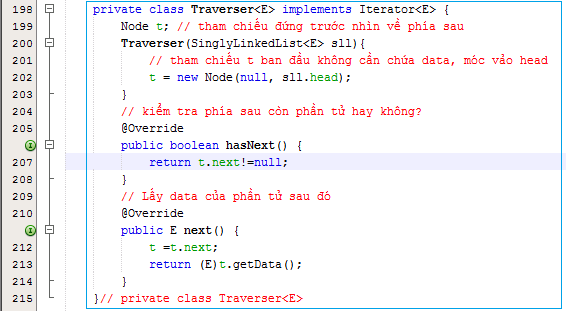 198 private class Traverser<E> implements Iterator<E> {
199 Node t; // tham chiếu đứng trước nhìn về phía sau
200 Traverser(SinglyLinkedList<E> sll){
201 // tham chiếu t ban đầu không cần chứa data, móc vảo head
202 t = new Node(null, sll.head);
203 }
204 // kiểm tra phía sau còn phần tử hay không?
205 @Override
public boolean hasNext() {
207 return t.next!=null;
208 }
209 // Lấy data của phần tử sau đó
210 @Override
public E next() {
212 t =t.next;
213 return (E)t.getData();
214 }
215 }// private class Traverser<E>